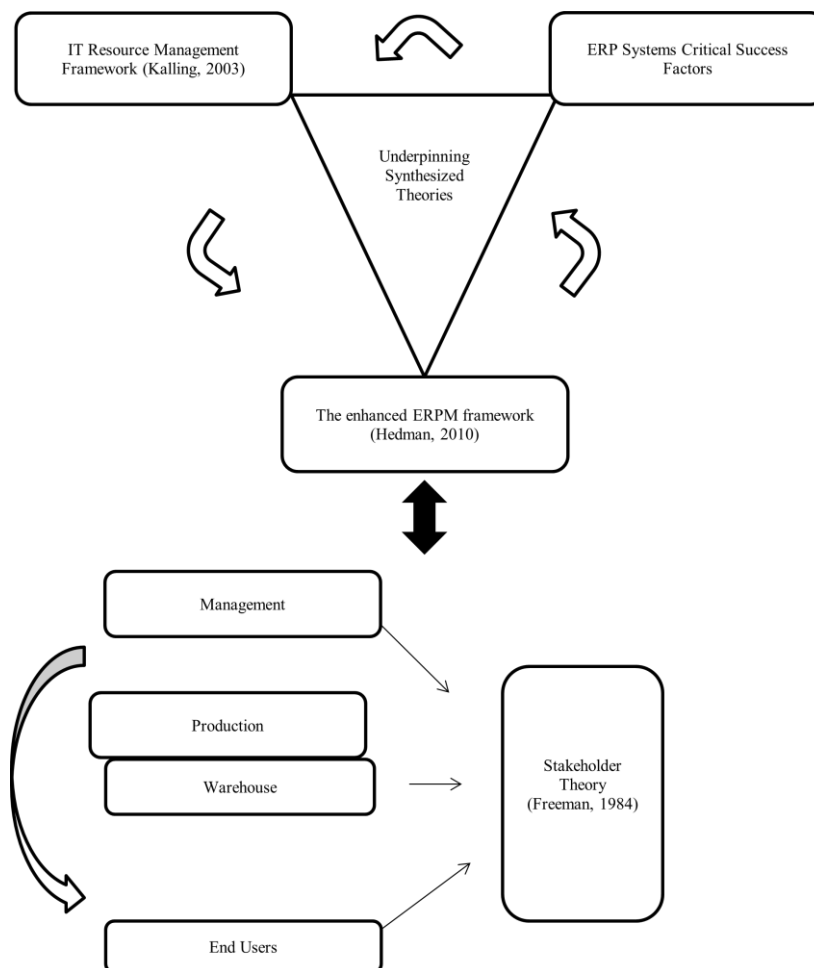 IT Resource Management
Framework (Kalling, 2003)
ERP Systems Critical Success
Factors
Underpinning
Synthesized
Theories
The enhanced ERPM framework
(Hedman, 2010)
Management
Production
Warehouse
Stakeholder
Theory
(Freeman, 1984)
End Users